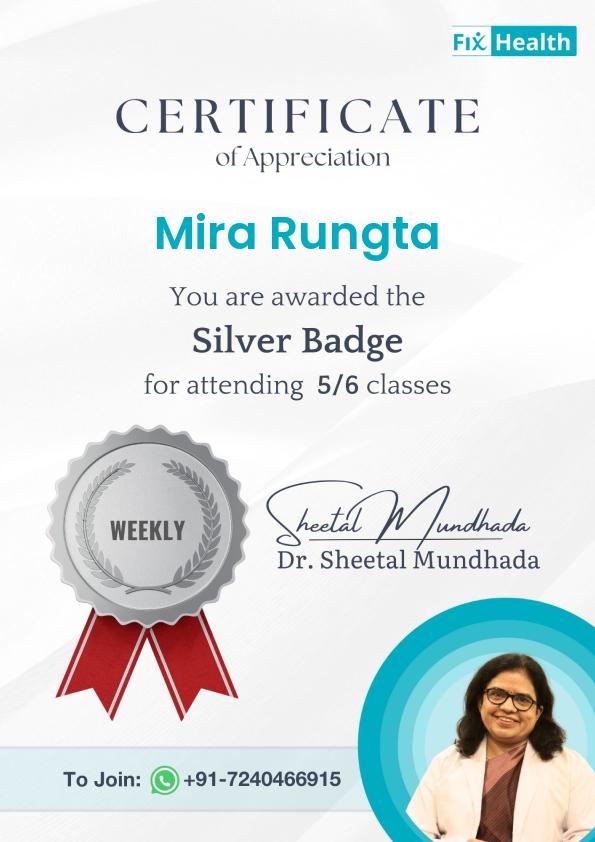 Fix Health
CERTIFICATE
of Appreciation
Mira Rungta
You are awarded the
Silver Badge
for attending 5/6 classes
WEEKLY
Sheetal Mundhada
Dr. Sheetal Mundhada
To Join: +91-7240466915